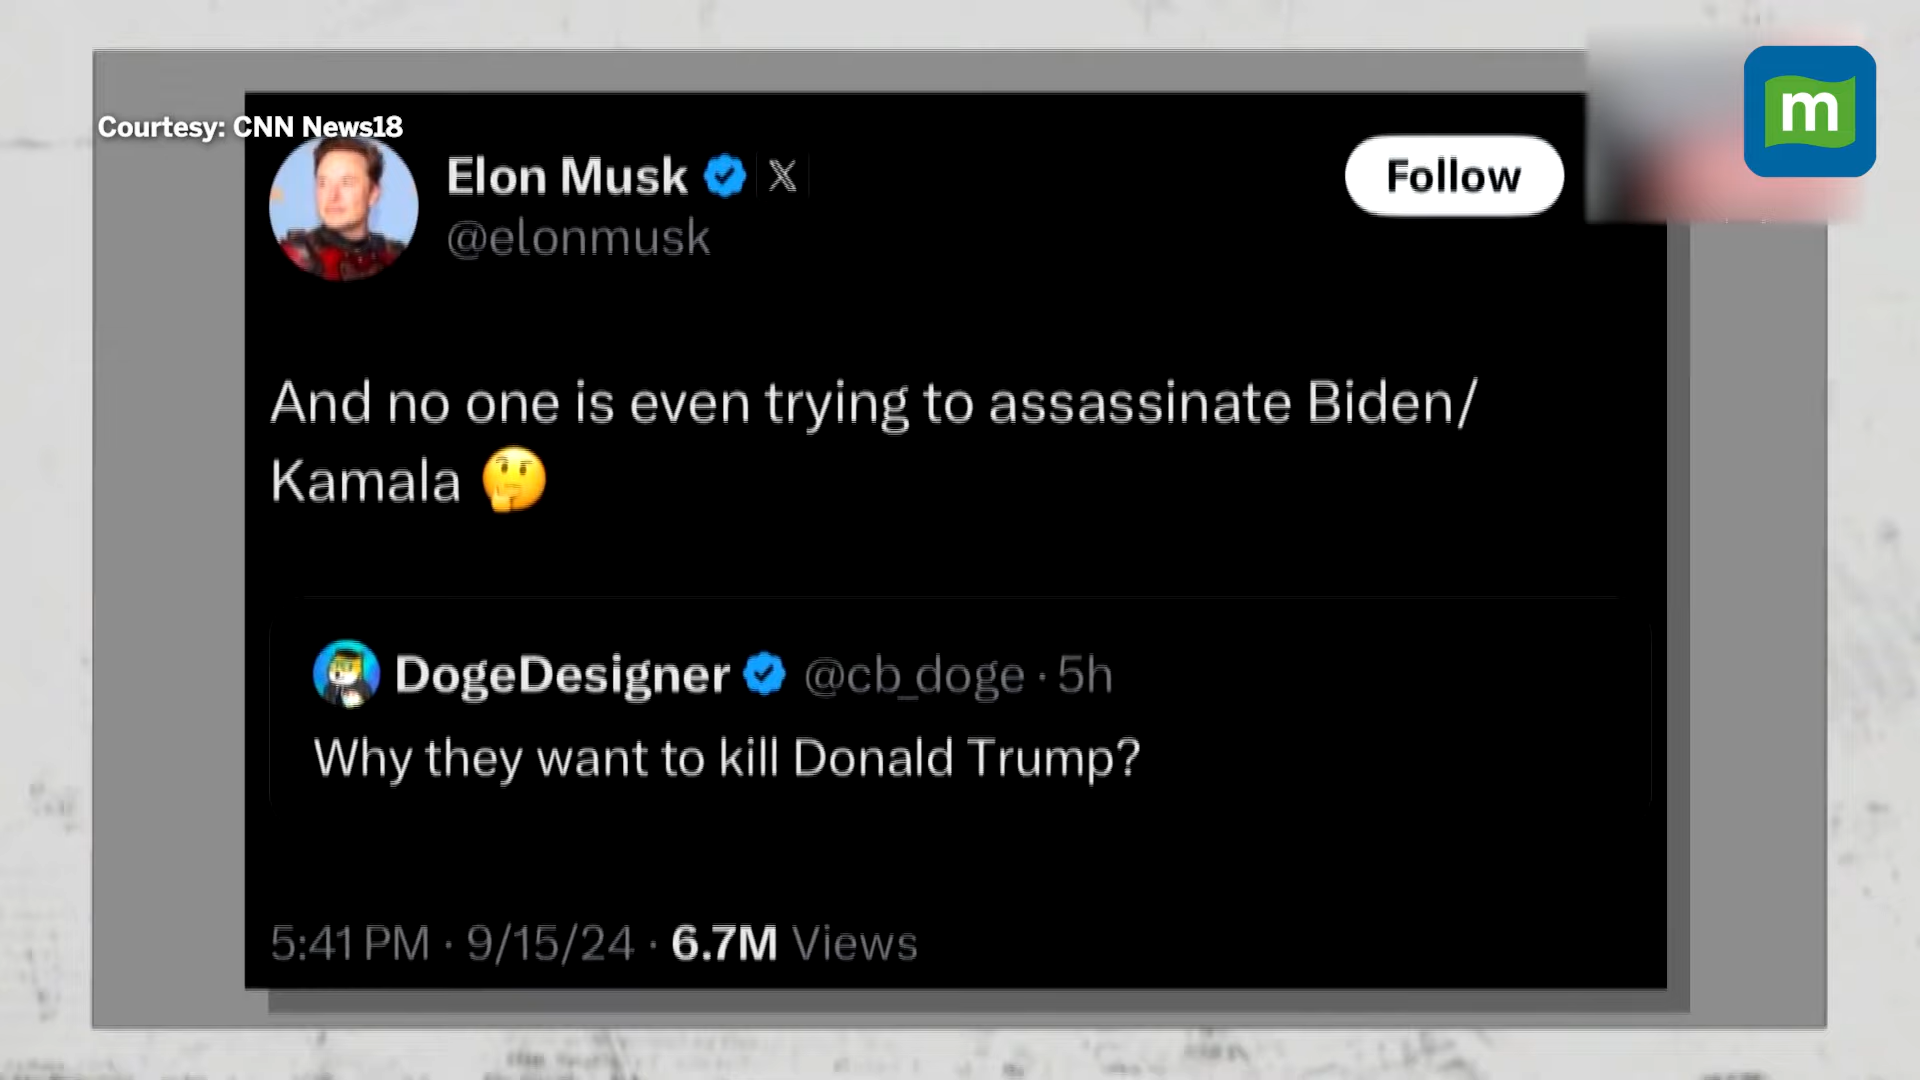 Courtesy: CNN News18
m
Elon Musk
@elonmusk
Follow
And no one is even trying to assassinate Biden/
Kamala 🤔
DogeDesigner @cb_doge · 5h
Why they want to kill Donald Trump?
5:41 PM · 9/15/24 · 6.7M Views